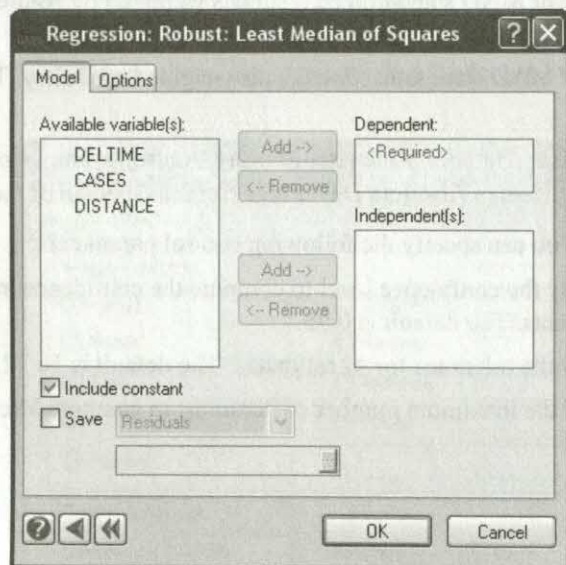 Regression: Robust: Least Median of Squares
Model
Options
Available variable(s):
DELTIME
CASES
DISTANCE
Add -->
<-- Remove
Dependent:
<Required>
Independent(s):
Add -->
<-- Remove
Include constant
Save
Residuals
OK
Cancel